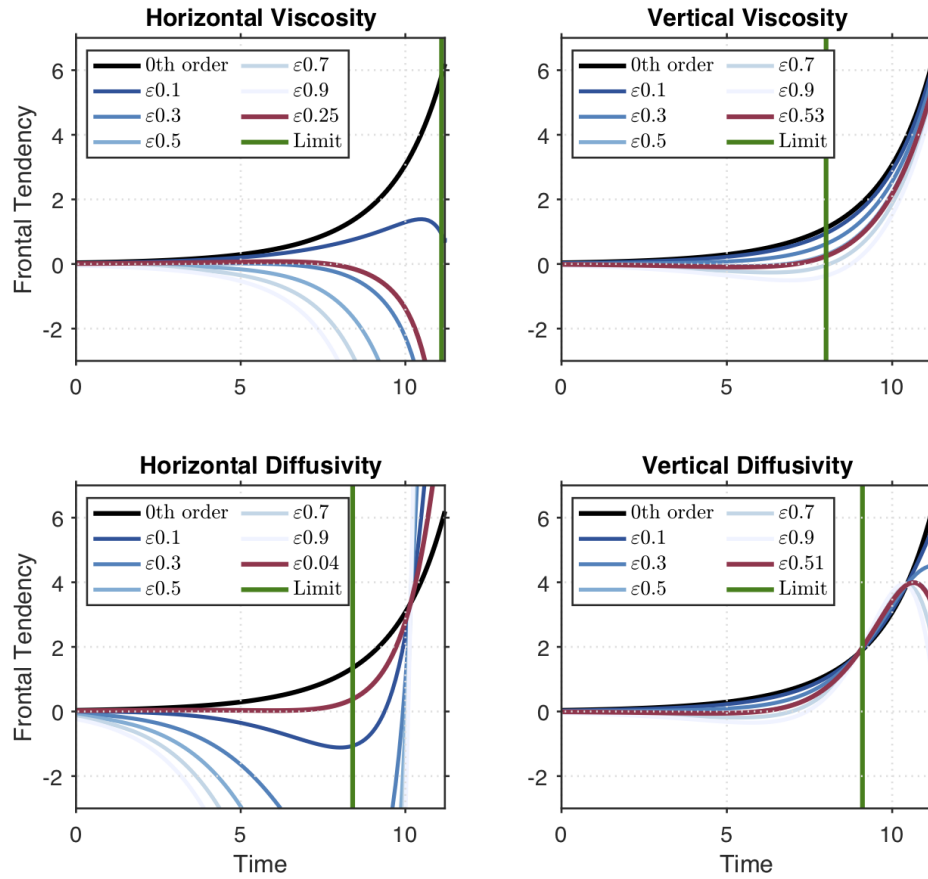 Horizontal Viscosity
Frontal Tendency
6
4
2
0
-2
0 5 10
0th order ε0.7
ε0.1 ε0.9
ε0.3 ε0.25
ε0.5 Limit
Vertical Viscosity
6
4
2
0
-2
0 5 10
0th order ε0.7
ε0.1 ε0.9
ε0.3 ε0.53
ε0.5 Limit
Horizontal Diffusivity
Frontal Tendency
6
4
2
0
-2
0 5 10
Time
0th order ε0.7
ε0.1 ε0.9
ε0.3 ε0.04
ε0.5 Limit
Vertical Diffusivity
6
4
2
0
-2
0 5 10
Time
0th order ε0.7
ε0.1 ε0.9
ε0.3 ε0.51
ε0.5 Limit